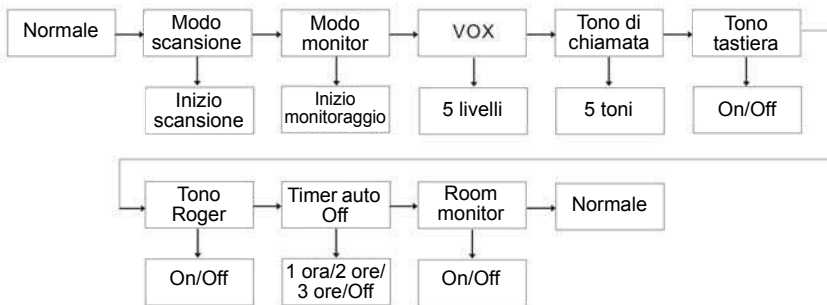 Normale
Modo
scansione
Modo
monitor
VOX
Tono di
chiamata
Tono
tastiera
Inizio
scansione
Inizio
monitoraggio
5 livelli
5 toni
On/Off
Tono
Roger
Timer auto
Off
Room
monitor
Normale
On/Off
1 ora/2 ore/
3 ore/Off
On/Off